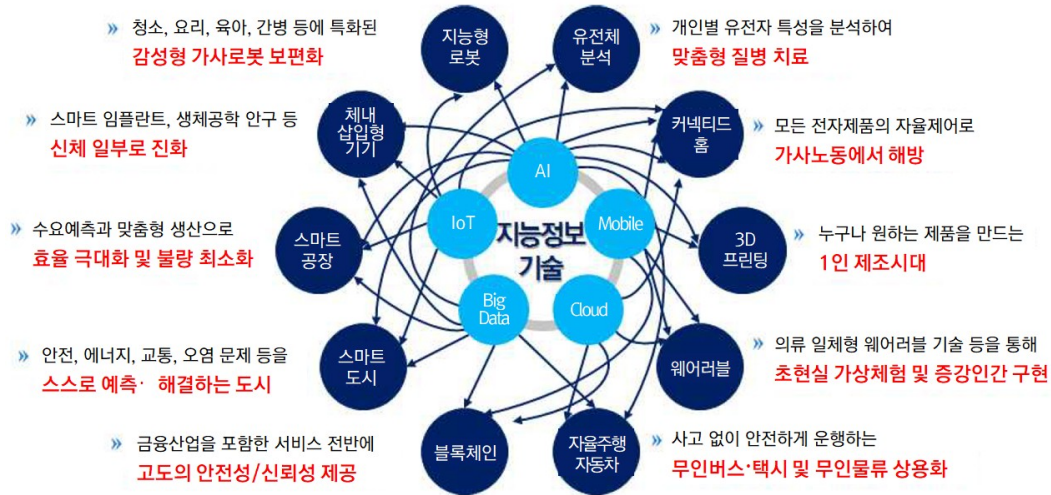 » 청소, 요리, 육아, 간병 등에 특화된
감성형 가사로봇 보편화
지능형
로봇
유전체
분석
» 개인별 유전자 특성을 분석하여
맞춤형 질병 치료
» 스마트 임플란트, 생체공학 안구 등
신체 일부로 진화
체내
삽입형
기기
커넥티드
홈
» 모든 전자제품의 자율제어로
가사노동에서 해방
AI
IoT
Mobile
지능정보
기술
Big
Data
Cloud
» 수요예측과 맞춤형 생산으로
효율 극대화 및 불량 최소화
스마트
공장
3D
프린팅
» 누구나 원하는 제품을 만드는
1인 제조시대
» 안전, 에너지, 교통, 오염 문제 등을
스스로 예측· 해결하는 도시
스마트
도시
웨어러블
» 의류 일체형 웨어러블 기술 등을 통해
초현실 가상체험 및 증강인간 구현
» 금융산업을 포함한 서비스 전반에
고도의 안전성/신뢰성 제공
블록체인
자율주행
자동차
» 사고 없이 안전하게 운행하는
무인버스·택시 및 무인물류 상용화